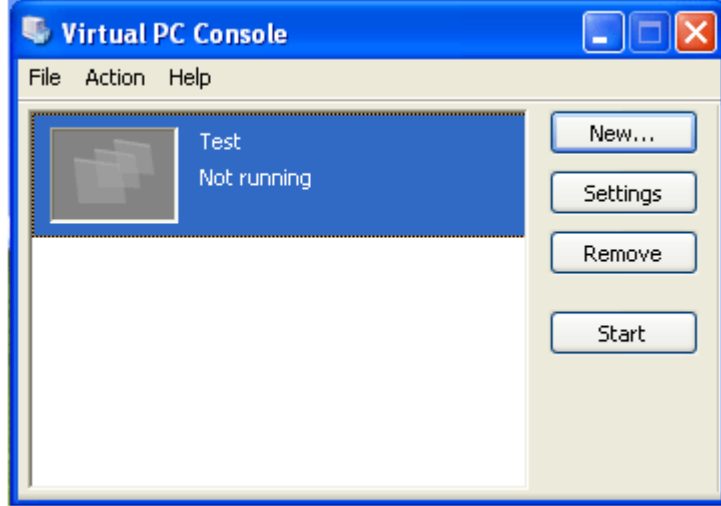 Virtual PC Console
File Action Help
Test
Not running
New...
Settings
Remove
Start